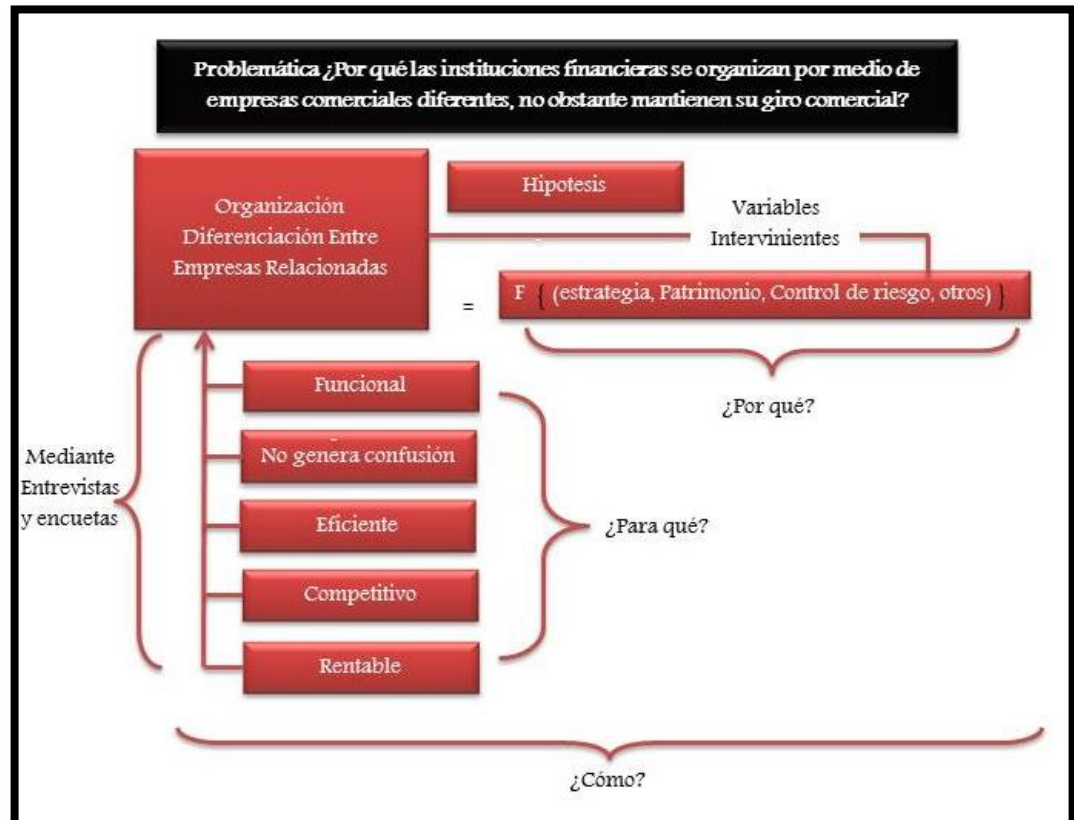 Problemática ¿Por qué las instituciones financieras se organizan por medio de
empresas comerciales diferentes, no obstante mantienen su giro comercial?
Organización
Diferenciación Entre
Empresas Relacionadas
Hipotesis
Variables
Intervinientes
= F { (estrategia, Patrimonio, Control de riesgo, otros) }
¿Por qué?
Mediante
Entrevistas
y encuetas
Funcional
No genera confusión
Eficiente
Competitivo
Rentable
¿Para qué?
¿Cómo?